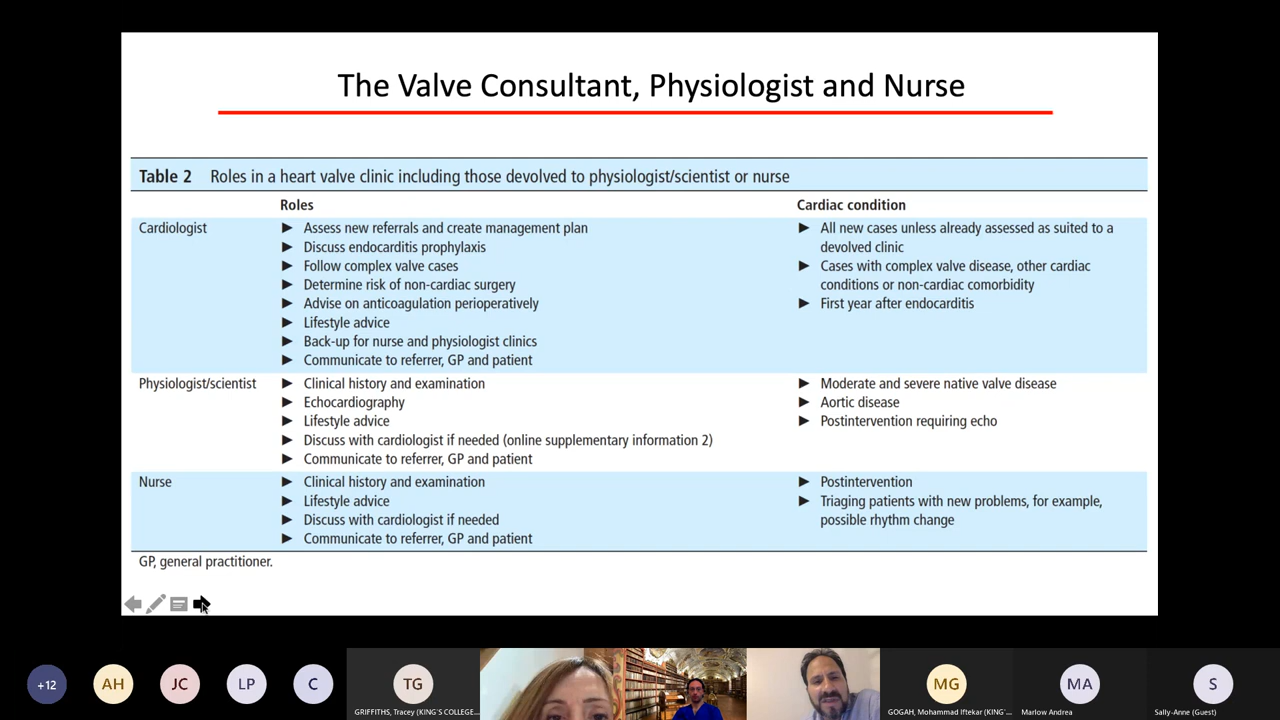 The Valve Consultant, Physiologist and Nurse
Table 2 Roles in a heart valve clinic including those devolved to physiologist/scientist or nurse
Roles Cardiac condition
Cardiologist
► Assess new referrals and create management plan
► Discuss endocarditis prophylaxis
► Follow complex valve cases
► Determine risk of non-cardiac surgery
► Advise on anticoagulation perioperatively
► Lifestyle advice
► Back-up for nurse and physiologist clinics
► Communicate to referrer, GP and patient
► All new cases unless already assessed as suited to a
devolved clinic
► Cases with complex valve disease, other cardiac
conditions or non-cardiac comorbidity
► First year after endocarditis
Physiologist/scientist
► Clinical history and examination
► Echocardiography
► Lifestyle advice
► Discuss with cardiologist if needed (online supplementary information 2)
► Communicate to referrer, GP and patient
► Moderate and severe native valve disease
► Aortic disease
► Postintervention requiring echo
Nurse
► Clinical history and examination
► Lifestyle advice
► Discuss with cardiologist if needed
► Communicate to referrer, GP and patient
► Postintervention
► Triaging patients with new problems, for example,
possible rhythm change
GP, general practitioner.
+12 AH JC LP C TG MG MA S
GRIFFITHS, Tracey (KING'S COLLEGE... GOGAH, Mohammad Iftekar (KING'... Marlow Andrea Sally-Anne (Guest)